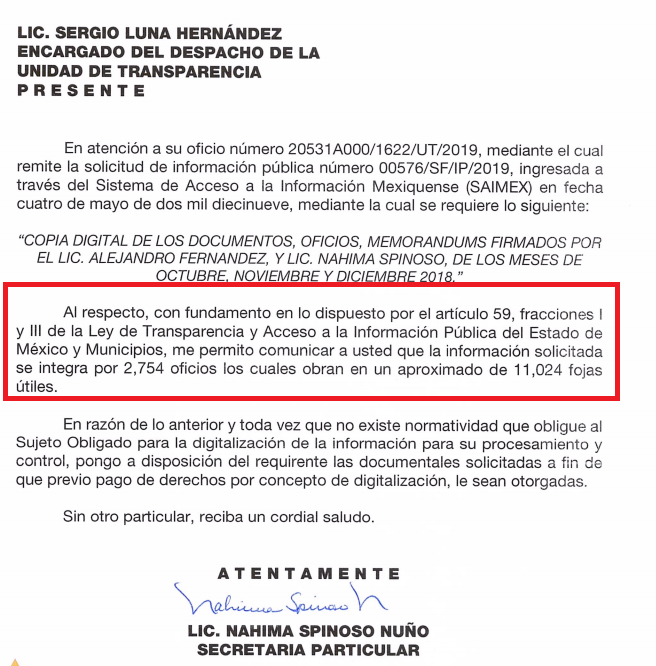 LIC. SERGIO LUNA HERNÁNDEZ
ENCARGADO DEL DESPACHO DE LA
UNIDAD DE TRANSPARENCIA
P R E S E N T E
En atención a su oficio número 20531A000/1622/UT/2019, mediante el cual
remite la solicitud de información pública número 00576/SF/IP/2019, ingresada a
través del Sistema de Acceso a la Información Mexiquense (SAIMEX) en fecha
cuatro de mayo de dos mil diecinueve, mediante la cual se requiere lo siguiente:
“COPIA DIGITAL DE LOS DOCUMENTOS, OFICIOS, MEMORANDUMS FIRMADOS POR
EL LIC. ALEJANDRO FERNANDEZ, Y LIC. NAHIMA SPINOSO, DE LOS MESES DE
OCTUBRE, NOVIEMBRE Y DICIEMBRE 2018.”
Al respecto, con fundamento en lo dispuesto por el artículo 59, fracciones I
y III de la Ley de Transparencia y Acceso a la Información Pública del Estado de
México y Municipios, me permito comunicar a usted que la información solicitada
se integra por 2,754 oficios los cuales obran en un aproximado de 11,024 fojas
útiles.
En razón de lo anterior y toda vez que no existe normatividad que obligue al
Sujeto Obligado para la digitalización de la información para su procesamiento y
control, pongo a disposición del requirente las documentales solicitadas a fin de
que previo pago de derechos por concepto de digitalización, le sean otorgadas.
Sin otro particular, reciba un cordial saludo.
A T E N T A M E N T E
Nahima Spinoso N
LIC. NAHIMA SPINOSO NUÑO
SECRETARIA PARTICULAR